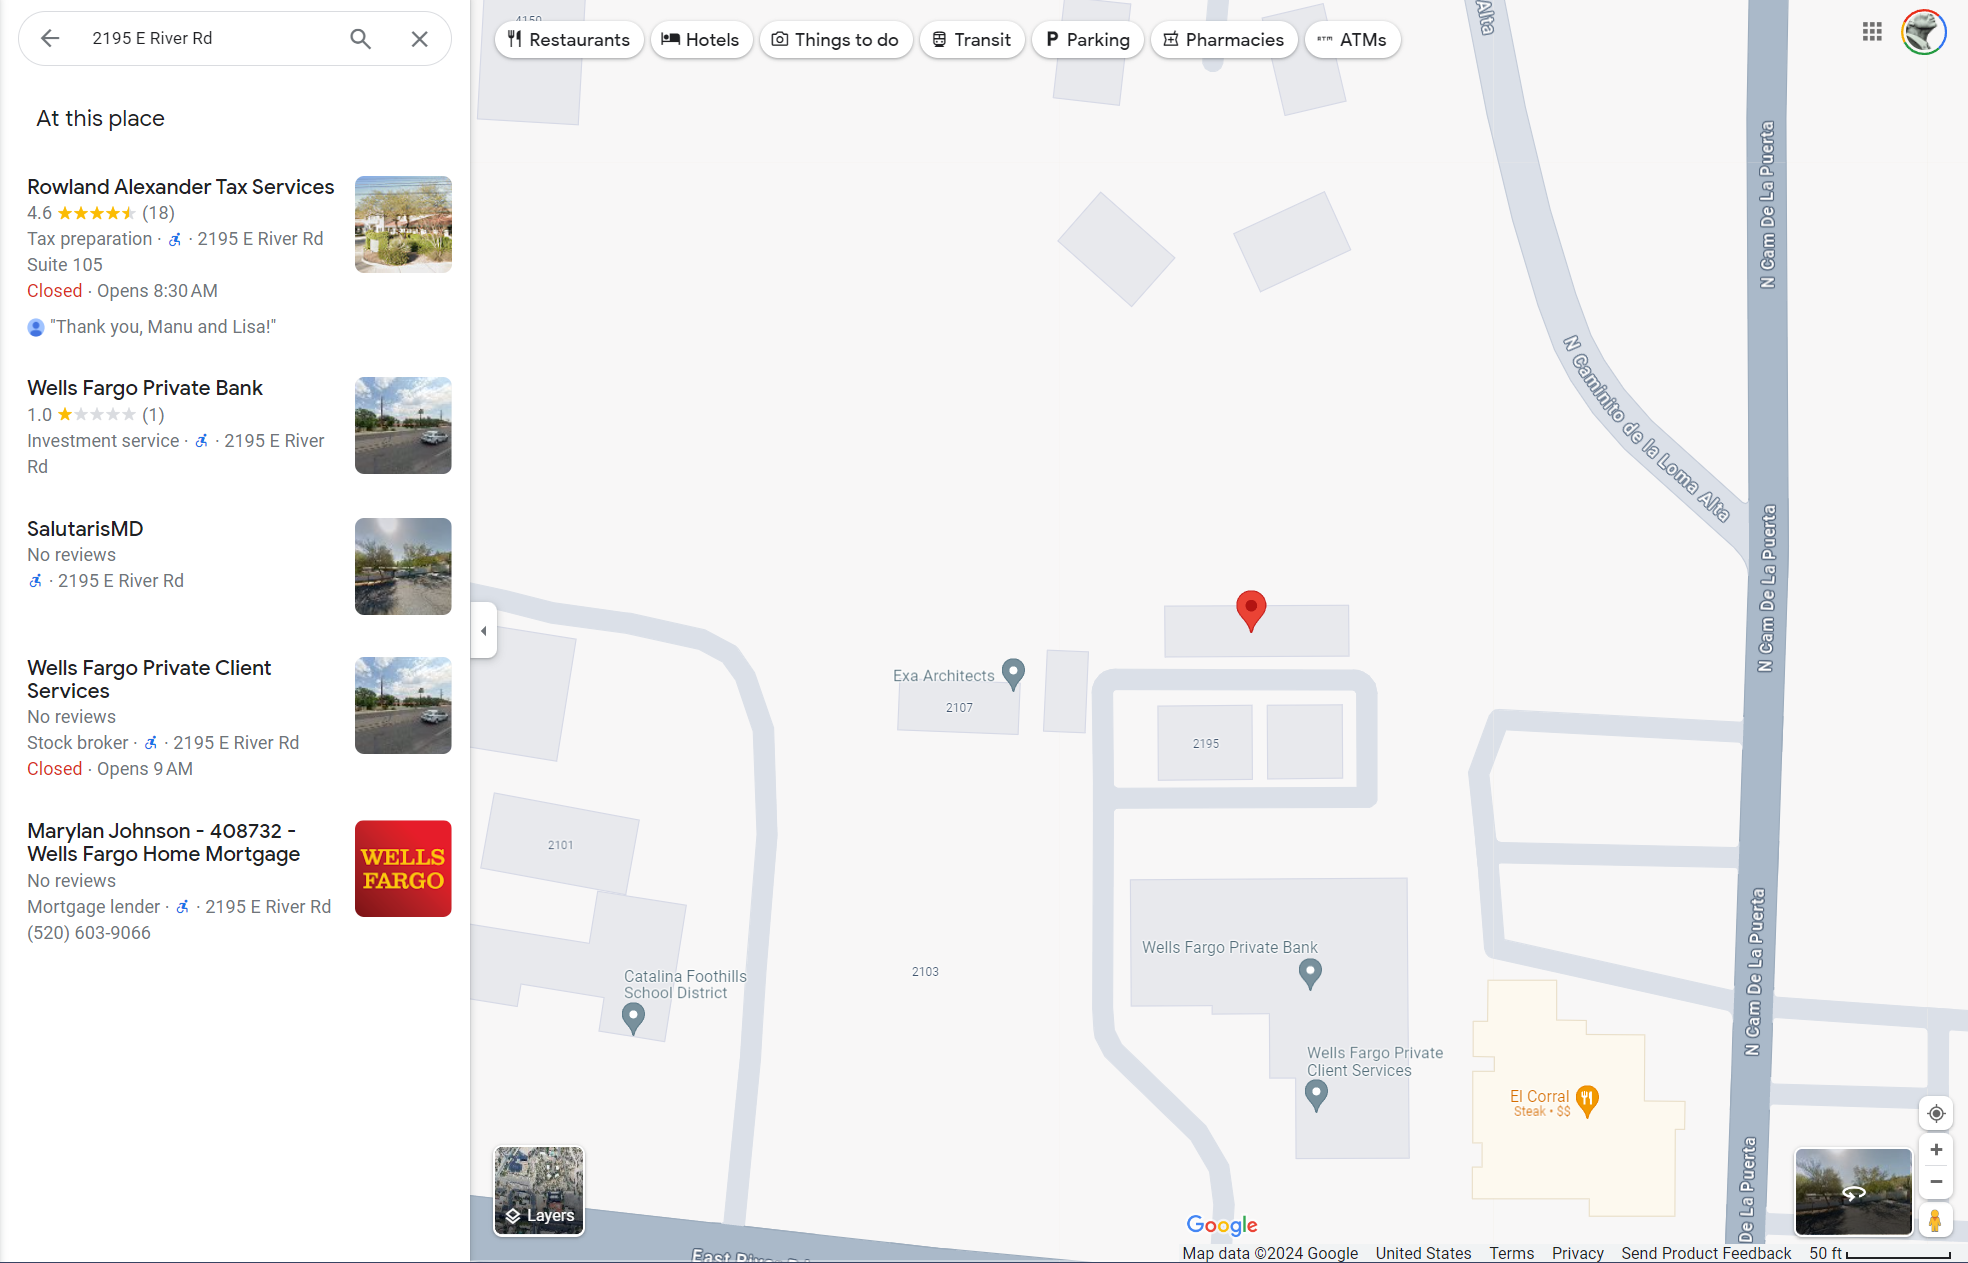 2195 E River Rd
At this place
Rowland Alexander Tax Services
4.6 (18)
Tax preparation · · 2195 E River Rd
Suite 105
Closed · Opens 8:30 AM
"Thank you, Manu and Lisa!"
Wells Fargo Private Bank
1.0 (1)
Investment service · · 2195 E River
Rd
SalutarisMD
No reviews
· 2195 E River Rd
Wells Fargo Private Client
Services
No reviews
Stock broker · · 2195 E River Rd
Closed · Opens 9 AM
Marylan Johnson - 408732 -
Wells Fargo Home Mortgage
No reviews
Mortgage lender · · 2195 E River Rd
(520) 603-9066
WELLS
FARGO
4150
Restaurants
Hotels
Things to do
Transit
P Parking
Pharmacies
ATM ATMs
Alta
N Cam De La Puerta
N Caminito de la Loma Alta
N Cam De La Puerta
Exa Architects
2107
2195
2101
Catalina Foothills
School District
2103
Wells Fargo Private Bank
Wells Fargo Private
Client Services
N Cam De La Puerta
El Corral
Steak • $$
De La Puerta
Layers
East River Rd
Google
Map data ©2024 Google United States Terms Privacy Send Product Feedback 50 ft